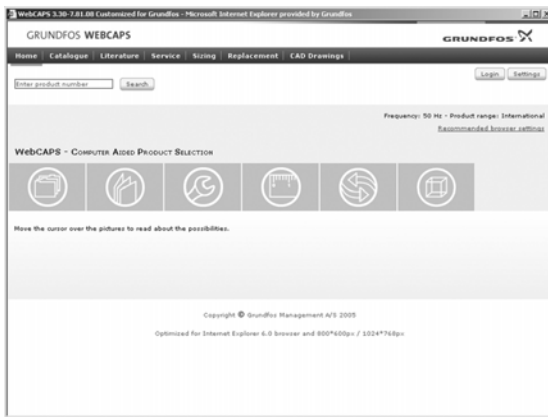 WebCAPS 3.30-7.81.08 Customized for Grundfos - Microsoft Internet Explorer provided by Grundfos
GRUNDFOS WEBCAPS
GRUNDFOS
Home Catalogue Literature Service Sizing Replacement CAD Drawings
Login Settings
Enter product number Search
Frequency: 50 Hz - Product range: International
Recommended browser settings
WebCAPS - Computer Aided Product Selection
Move the cursor over the pictures to read about the possibilities.
Copyright © Grundfos Management A/S 2005
Optimized for Internet Explorer 6.0 browser and 800*600px / 1024*768px